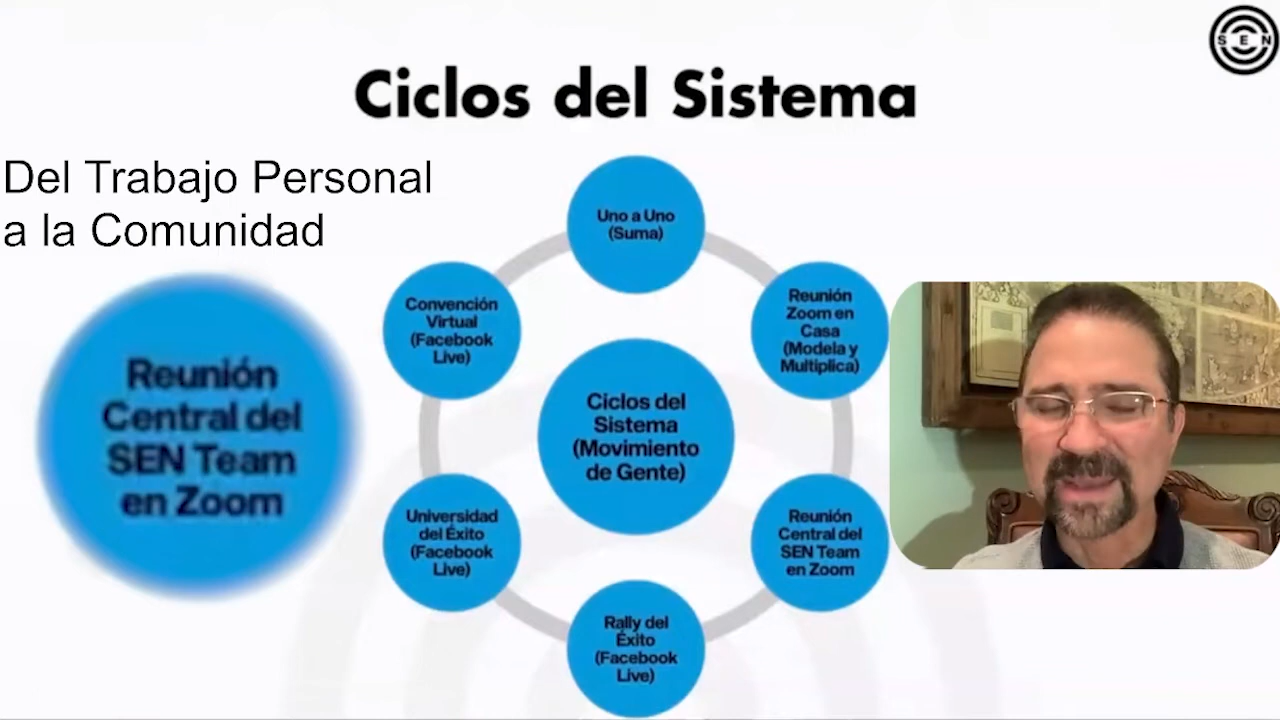 S E N
Ciclos del Sistema
Del Trabajo Personal
a la Comunidad
Reunión
Central del
SEN Team
en Zoom
Uno a Uno
(Suma)
Reunión
Zoom en
Casa
(Modela y
Multiplica)
Reunión
Central del
SEN Team
en Zoom
Rally del
Éxito
(Facebook
Live)
Universidad
del Éxito
(Facebook
Live)
Convención
Virtual
(Facebook
Live)
Ciclos del
Sistema
(Movimiento
de Gente)